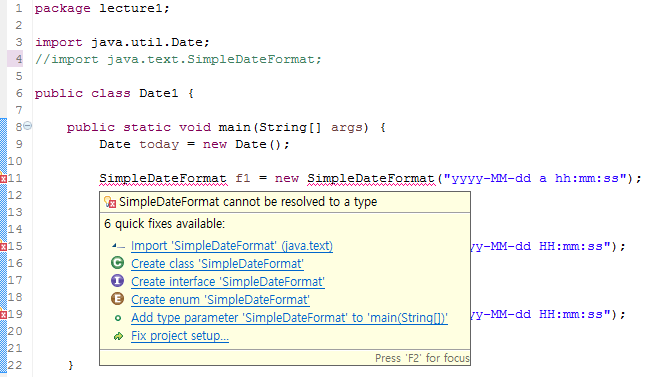 1 package lecture1;
2
3 import java.util.Date;
4 //import java.text.SimpleDateFormat;
5
6 public class Date1 {
7
8 public static void main(String[] args) {
9 Date today = new Date();
10
11 SimpleDateFormat f1 = new SimpleDateFormat("yyyy-MM-dd a hh:mm:ss");
12 SimpleDateFormat cannot be resolved to a type
13 6 quick fixes available:
14 Import 'SimpleDateFormat' (java.text)
15 yy-MM-dd HH:mm:ss");
C Create class 'SimpleDateFormat'
16
I Create interface 'SimpleDateFormat'
17
E Create enum 'SimpleDateFormat'
18
Add type parameter 'SimpleDateFormat' to 'main(String[])'
19 yy-MM-dd HH:mm:ss");
20 Fix project setup...
21 Press 'F2' for focus
22 }